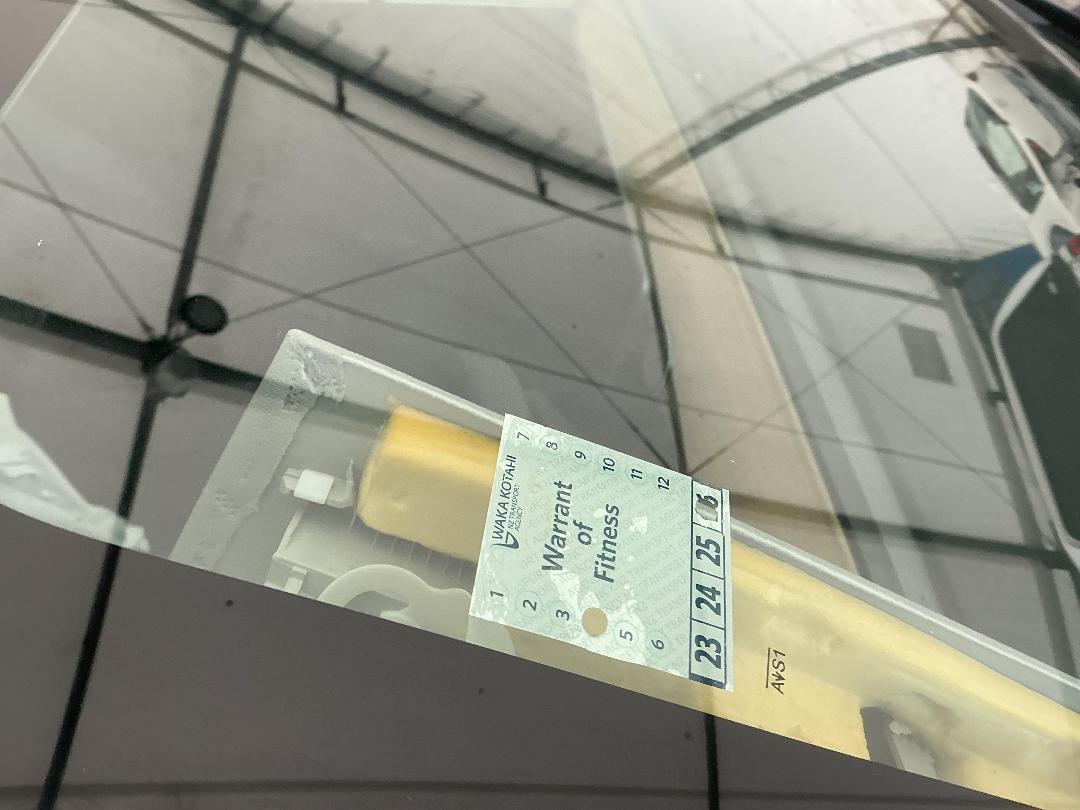 WAKA KOTAHI
NZ TRANSPORT
AGENCY
Warrant
of
Fitness
1
2
3
5
6
7
8
9
10
11
12
23 24 25
AVS1